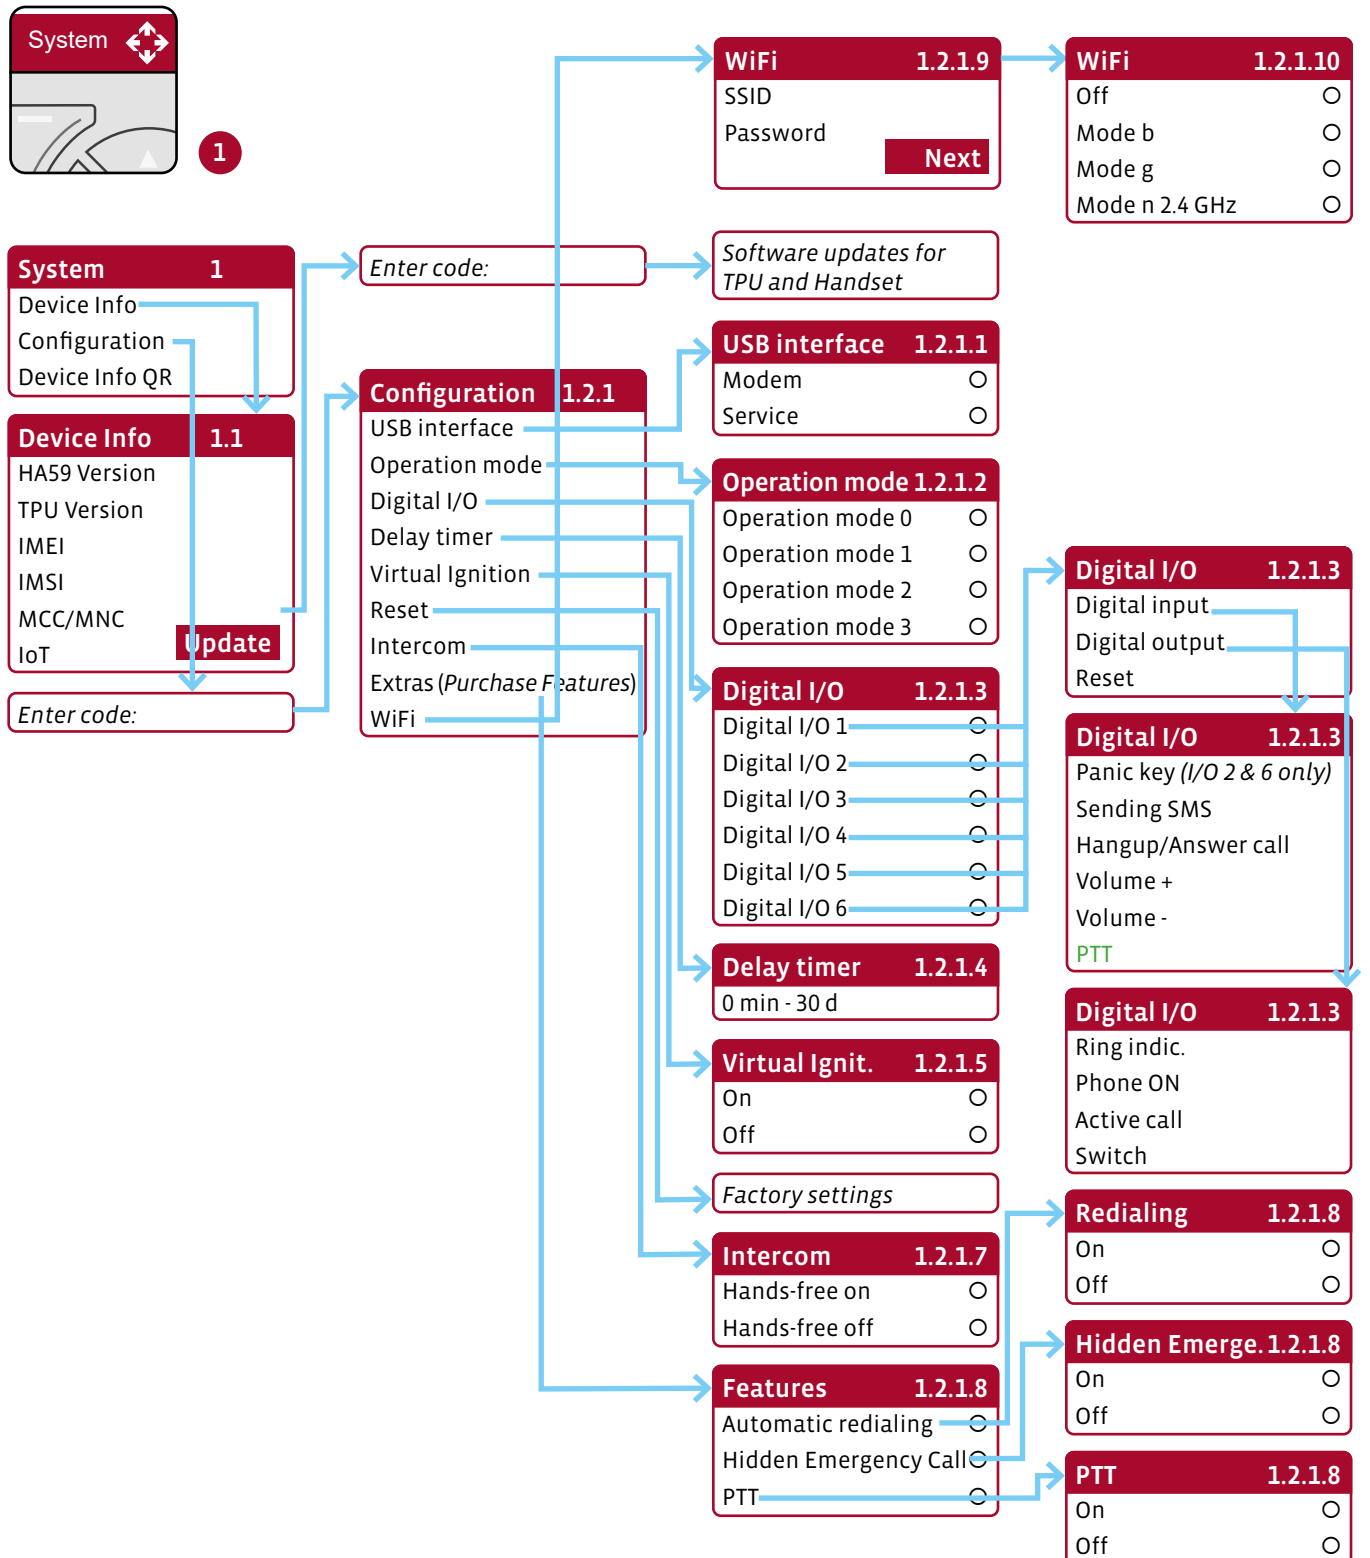 System
1
System 1
Device Info
Configuration
Device Info QR
Device Info 1.1
HA59 Version
TPU Version
IMEI
IMSI
MCC/MNC
IoT
Update
Enter code:
Enter code:
Configuration 1.2.1
USB interface
Operation mode
Digital I/O
Delay timer
Virtual Ignition
Reset
Intercom
Extras (Purchase Features)
WiFi
WiFi 1.2.1.9
SSID
Password
Next
Software updates for
TPU and Handset
USB interface 1.2.1.1
Modem
Service
Operation mode 1.2.1.2
Operation mode 0
Operation mode 1
Operation mode 2
Operation mode 3
Digital I/O 1.2.1.3
Digital I/O 1
Digital I/O 2
Digital I/O 3
Digital I/O 4
Digital I/O 5
Digital I/O 6
Delay timer 1.2.1.4
0 min - 30 d
Virtual Ignit. 1.2.1.5
On
Off
Factory settings
Intercom 1.2.1.7
Hands-free on
Hands-free off
Features 1.2.1.8
Automatic redialing
Hidden Emergency Call
PTT
WiFi 1.2.1.10
Off
Mode b
Mode g
Mode n 2.4 GHz
Digital I/O 1.2.1.3
Digital input
Digital output
Reset
Digital I/O 1.2.1.3
Panic key (I/O 2 & 6 only)
Sending SMS
Hangup/Answer call
Volume +
Volume -
PTT
Digital I/O 1.2.1.3
Ring indic.
Phone ON
Active call
Switch
Redialing 1.2.1.8
On
Off
Hidden Emerge. 1.2.1.8
On
Off
PTT 1.2.1.8
On
Off